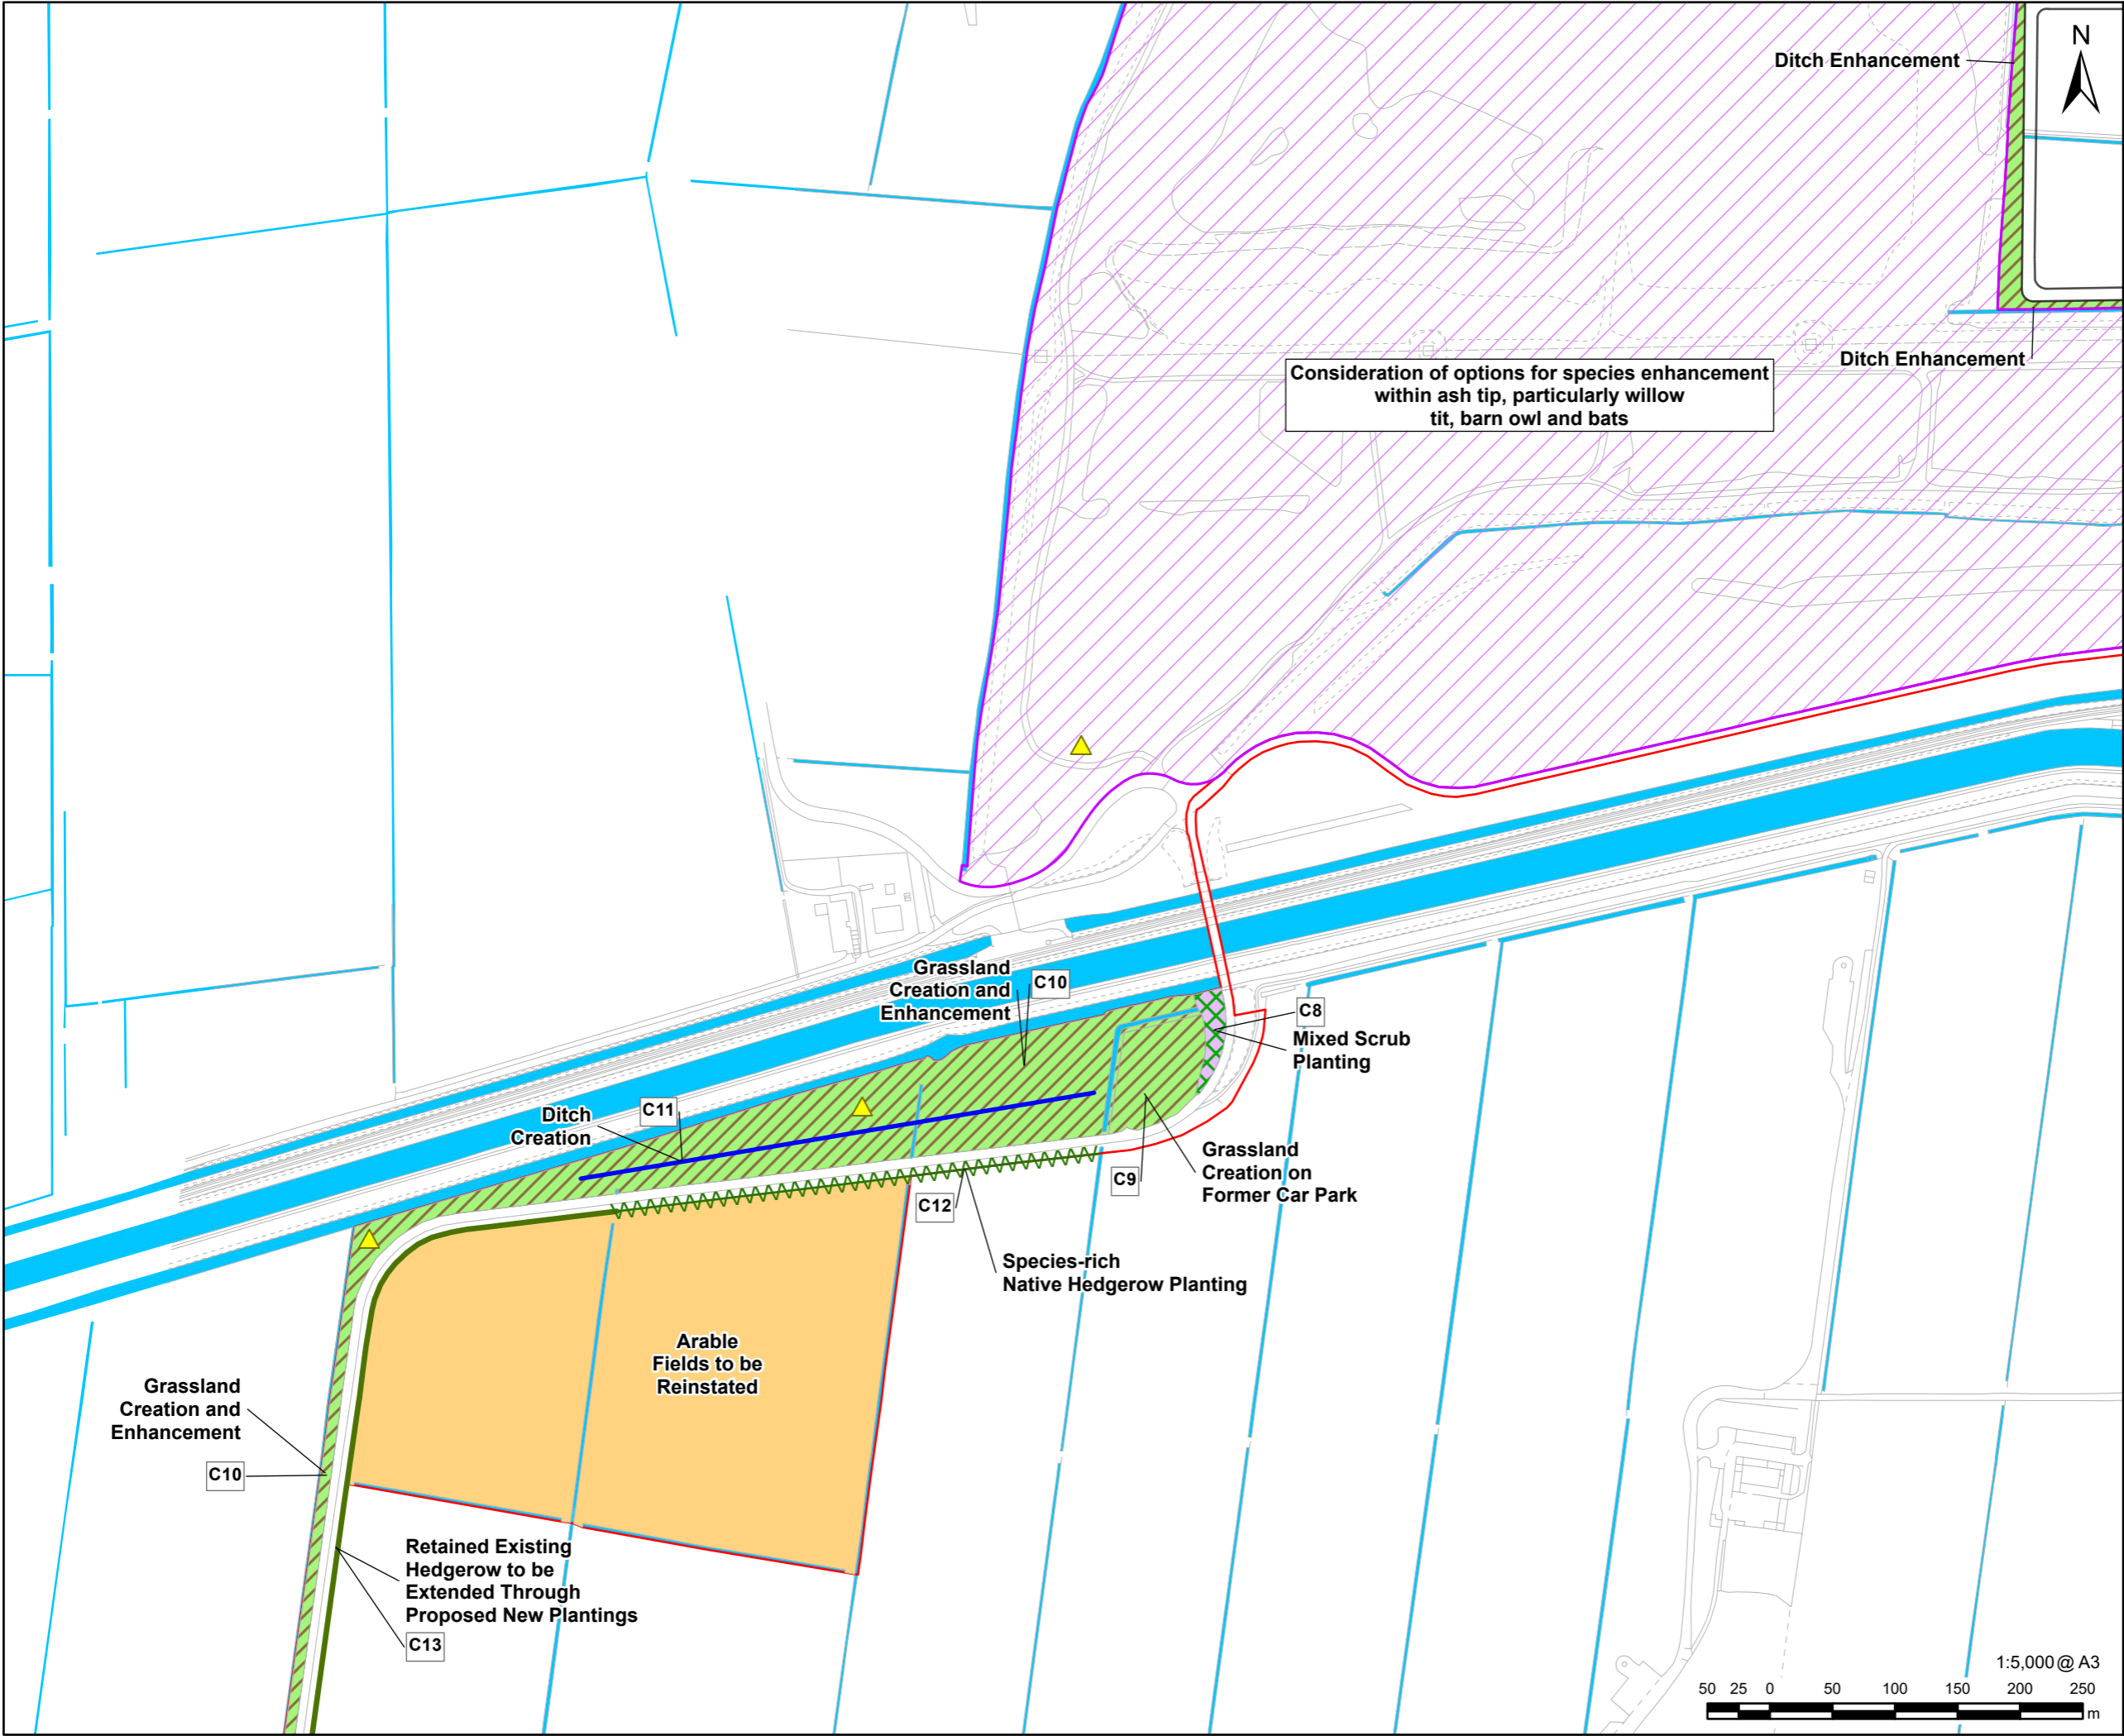 Ditch Enhancement
N
Ditch Enhancement
Consideration of options for species enhancement
within ash tip, particularly willow
tit, barn owl and bats
Grassland
Creation and
Enhancement
C10
C8
Mixed Scrub
Planting
Ditch
Creation
C11
Grassland
Creation on
Former Car Park
C9
C12
Species-rich
Native Hedgerow Planting
Arable
Fields to be
Reinstated
Grassland
Creation and
Enhancement
C10
Retained Existing
Hedgerow to be
Extended Through
Proposed New Plantings
C13
1:5,000 @ A3
50 25 0 50 100 150 200 250
m